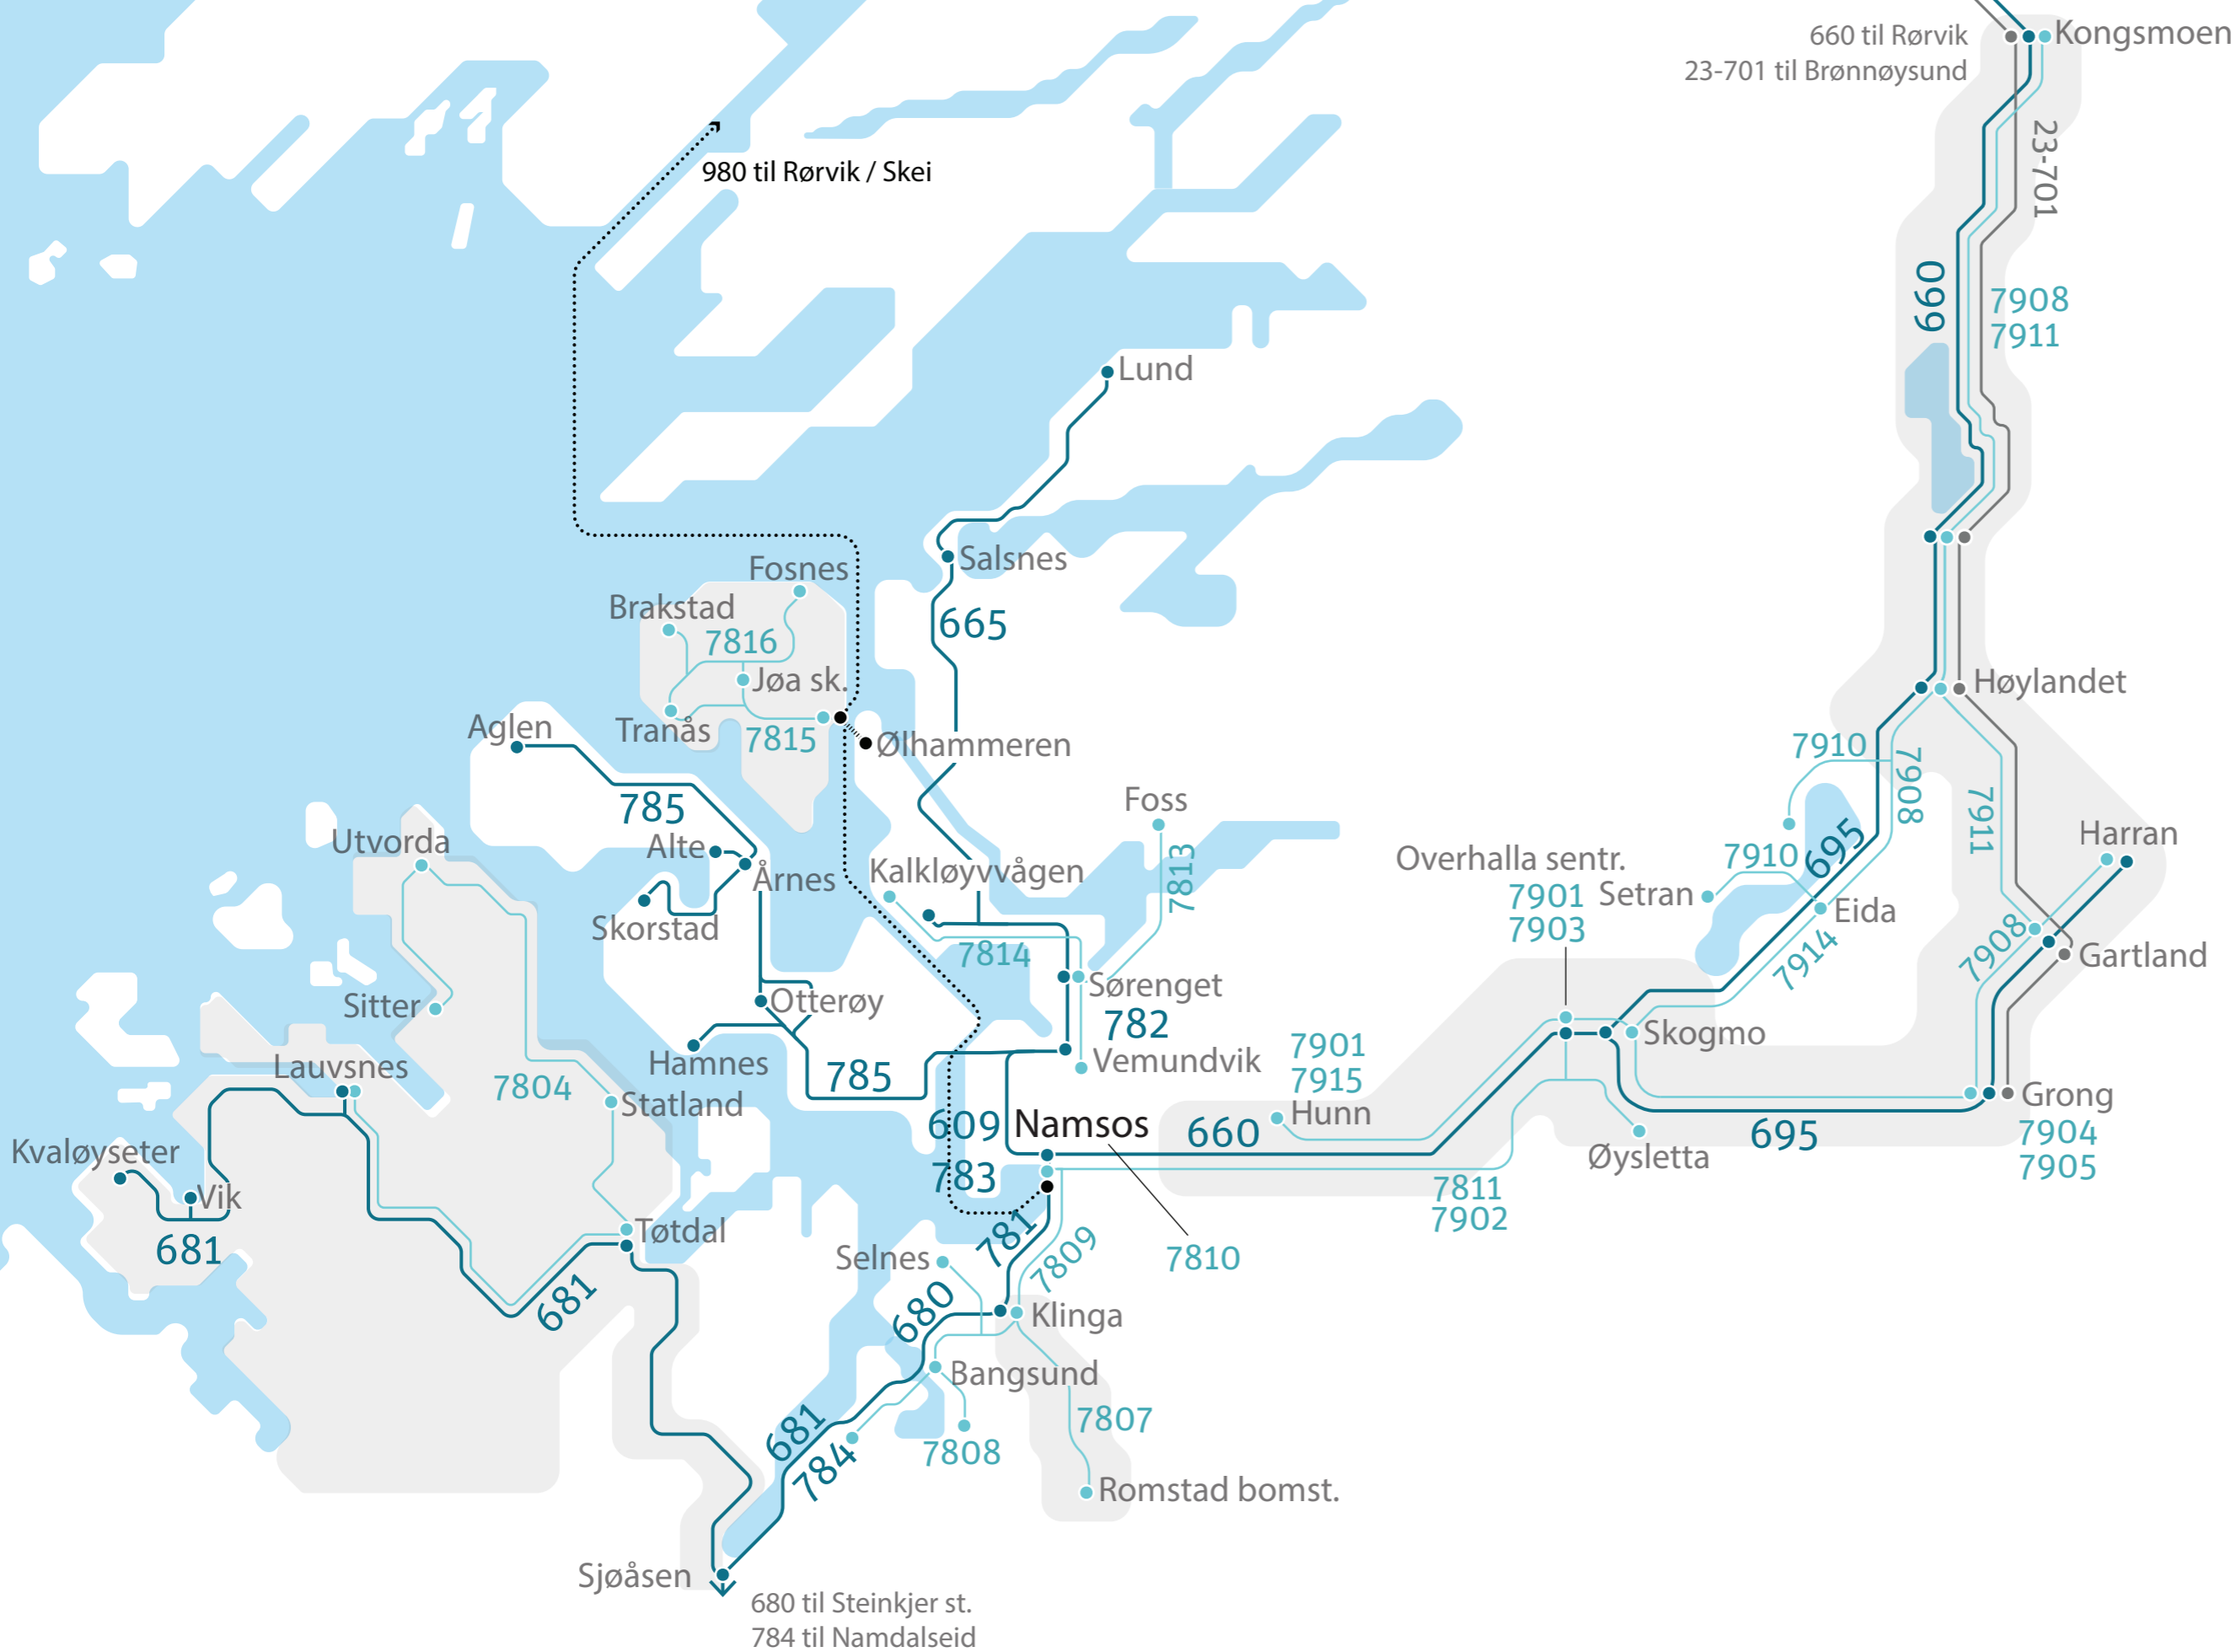 660 til Rørvik
23-701 til Brønnøysund
Kongsmoen
23-701
980 til Rørvik / Skei
660
7908
7911
Lund
Salsnes
Fosnes
Brakstad
7816
665
Jøa sk.
Tranås
7815
Høylandet
Aglen
Ølhammeren
7910
7908
785
Foss
7911
Utvorda
Alte
Årnes
Kalkløyvvågen
7813
Overhalla sentr.
7901
7903
7910
695
Harran
Setran
Eida
Skorstad
7814
7914
7908
Gartland
Sitter
Otterøy
Sørenget
782
Skogmo
Hamnes
785
Vemundvik
7901
7915
Lauvsnes
7804
Statland
Hunn
Grong
7904
7905
609
783
Namsos
660
695
Øysletta
Kvaløyseter
Vik
681
7811
7902
Tøtdal
781
7809
7810
Selnes
681
680
Klinga
Bangsund
681
784
7808
7807
Romstad bomst.
Sjøåsen
680 til Steinkjer st.
784 til Namdalseid